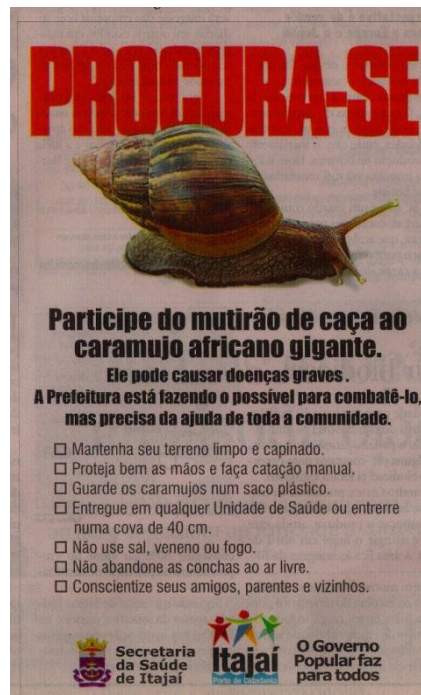 PROCURA-SE
Participe do mutirão de caça ao
caramujo africano gigante.
Ele pode causar doenças graves.
A Prefeitura está fazendo o possível para combatê-lo,
mas precisa da ajuda de toda a comunidade.
□ Mantenha seu terreno limpo e capinado.
□ Proteja bem as mãos e faça catação manual,
□ Guarde os caramujos num saco plástico.
□ Entregue em qualquer Unidade de Saúde ou entrerre
numa cova de 40 cm.
□ Não use sal, veneno ou fogo.
□ Não abandone as conchas ao ar livre.
□ Conscientize seus amigos, parentes e vizinhos.
Secretaria
da Saúde
de Itajaí
Itajaí
Porto de Cidadania
O Governo
Popular faz
para todos